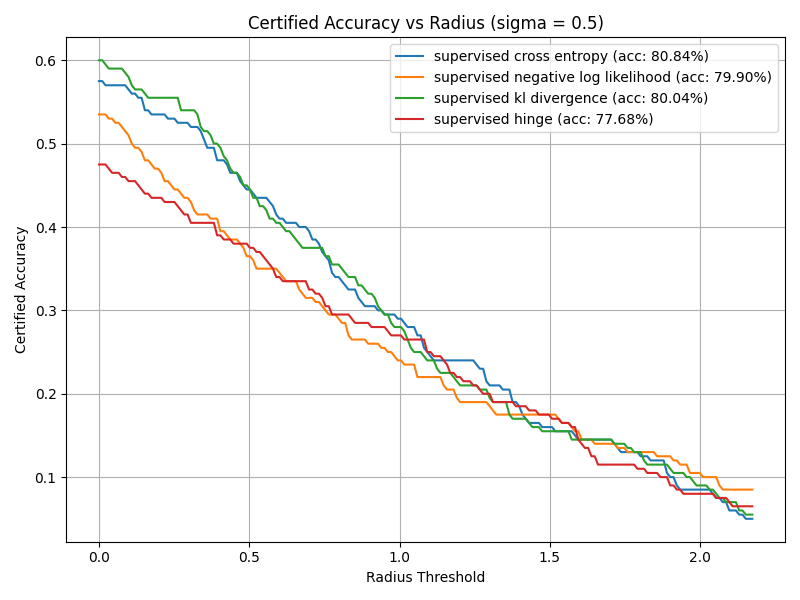 Certified Accuracy vs Radius (sigma = 0.5)
supervised cross entropy (acc: 80.84%)
supervised negative log likelihood (acc: 79.90%)
supervised kl divergence (acc: 80.04%)
supervised hinge (acc: 77.68%)
Certified Accuracy
0.6
0.5
0.4
0.3
0.2
0.1
0.0 0.5 1.0 1.5 2.0
Radius Threshold